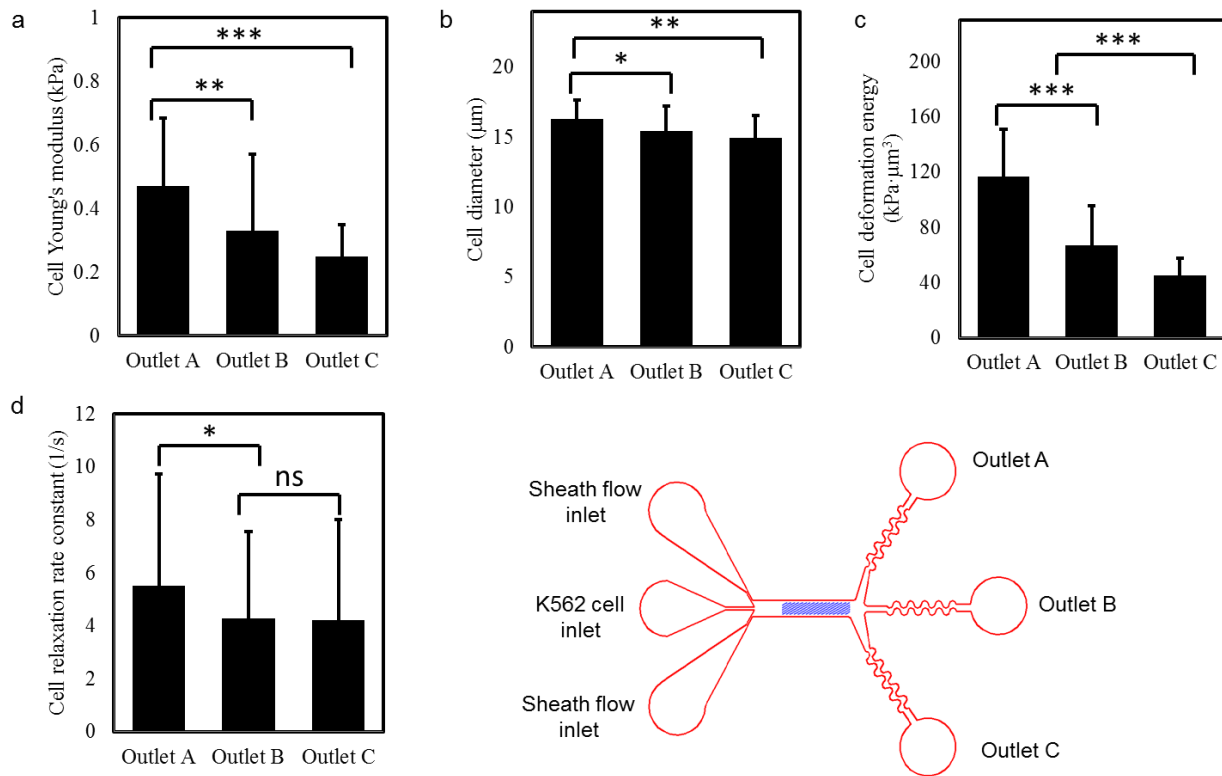 a
Cell Young's modulus (kPa)
1
0.8
0.6
0.4
0.2
0
***
**
Outlet A
Outlet B
Outlet C
b
Cell diameter (µm)
20
15
10
5
0
**
*
Outlet A
Outlet B
Outlet C
c
Cell deformation energy
(kPa·µm³)
200
160
120
80
40
0
***
***
Outlet A
Outlet B
Outlet C
d
Cell relaxation rate constant (1/s)
12
10
8
6
4
2
0
*
ns
Outlet A
Outlet B
Outlet C
Sheath flow
inlet
K562 cell
inlet
Sheath flow
inlet
Outlet A
Outlet B
Outlet C